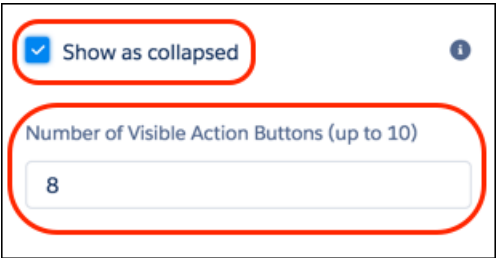 Show as collapsed
Number of Visible Action Buttons (up to 10)
8